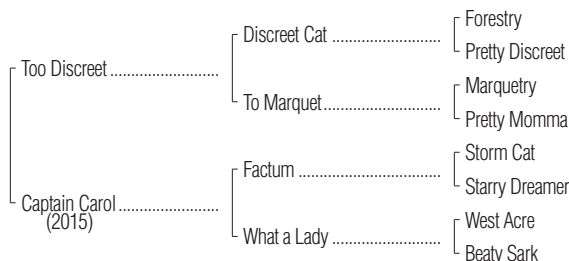 Forestry
Discreet Cat ..............................
Pretty Discreet
Too Discreet ..............................
Marquetry
To Marquet ..............................
Pretty Momma
Storm Cat
Factum ..............................
Starry Dreamer
Captain Carol ..............................
(2015)
West Acre
What a Lady ..............................
Beaty Sark